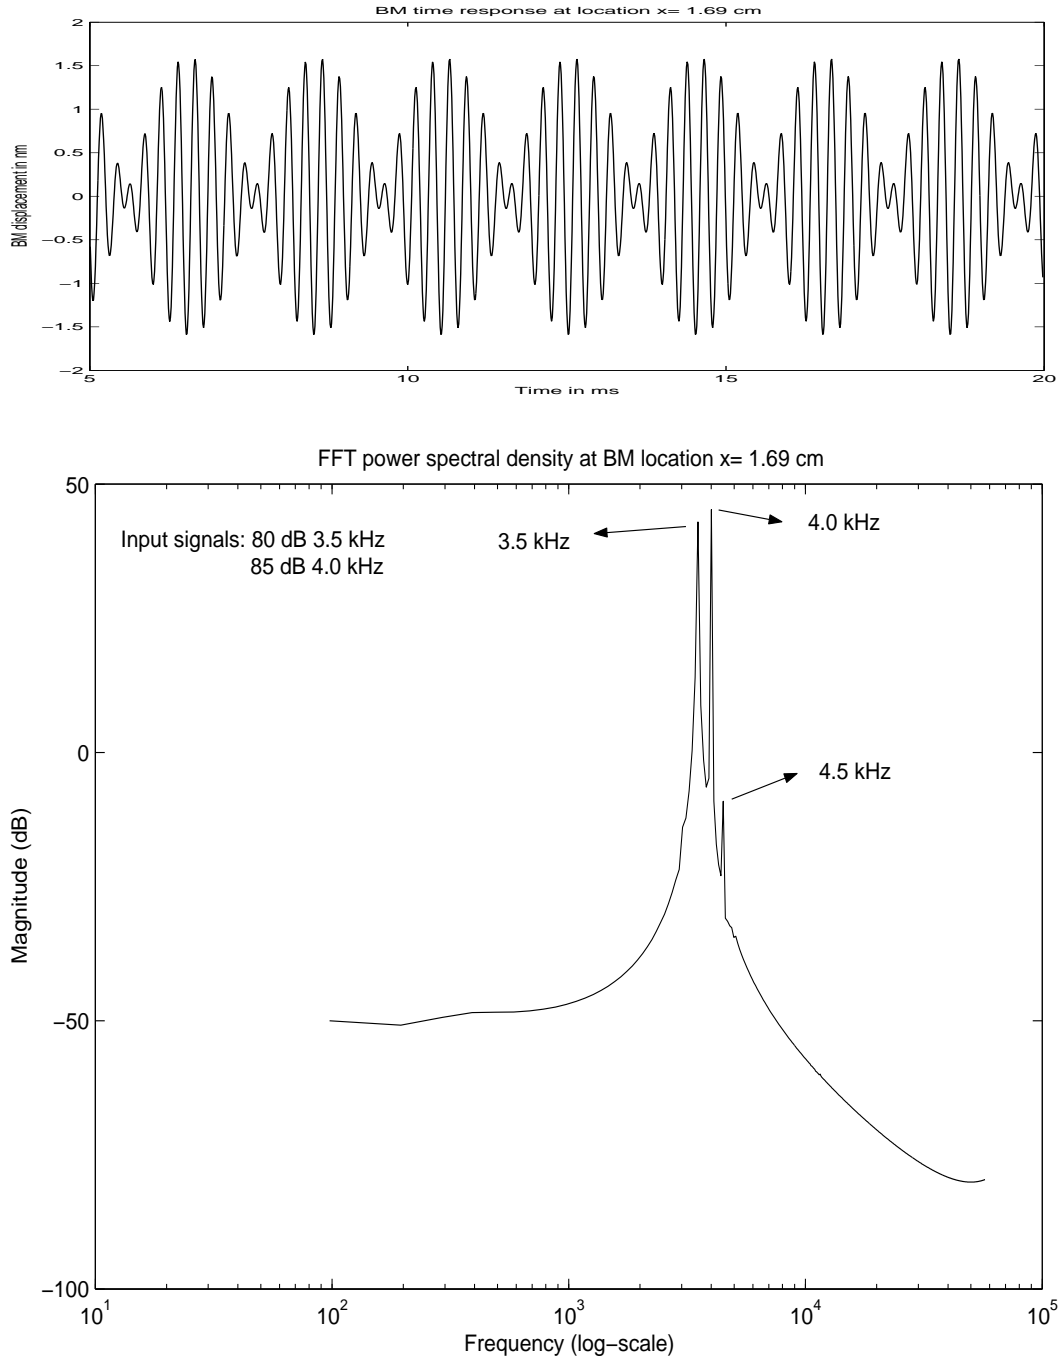 BM time response at location x= 1.69 cm
2
1.5
1
0.5
0
−0.5
−1
−1.5
−2
BM displacement in nm
5
10
15
20
Time in ms
FFT power spectral density at BM location x= 1.69 cm
50
0
−50
−100
Magnitude (dB)
Input signals: 80 dB 3.5 kHz
85 dB 4.0 kHz
3.5 kHz
4.0 kHz
4.5 kHz
10^1
10^2
10^3
10^4
10^5
Frequency (log−scale)